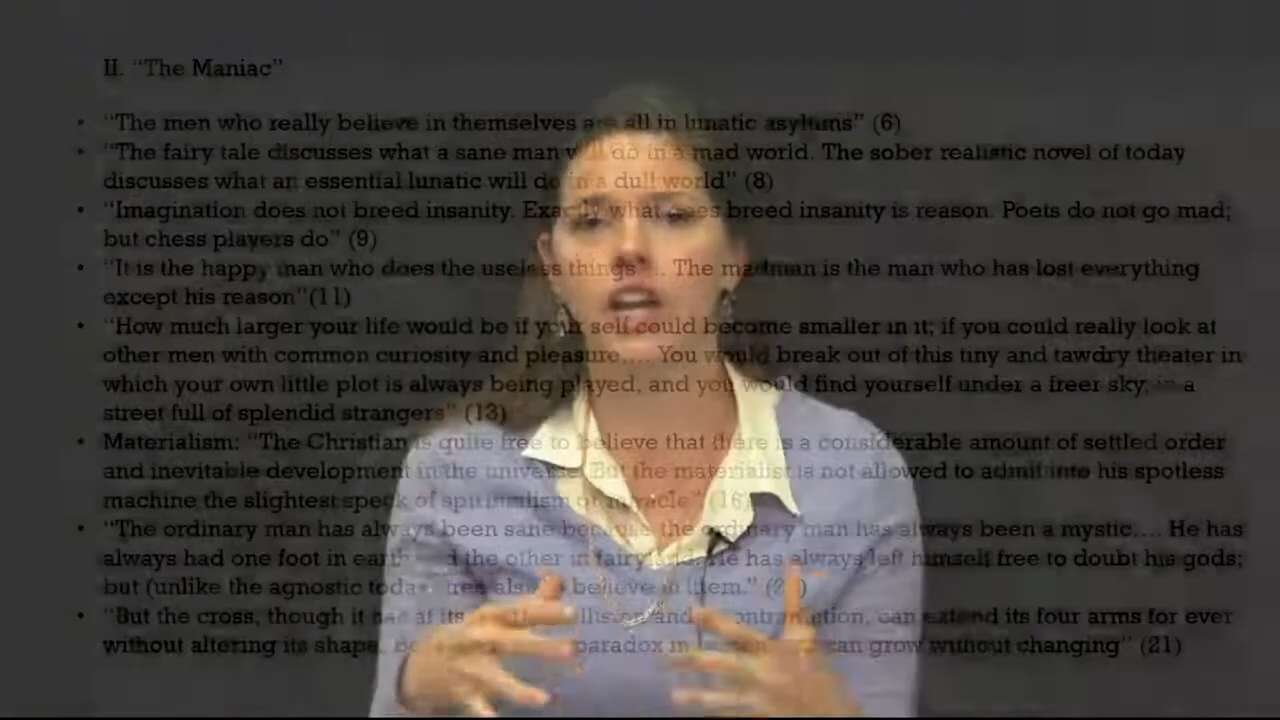 II. “The Maniac”
• “The men who really believe in themselves are all in lunatic asylums” (6)
• “The fairy tale discusses what a sane man will do in a mad world. The sober realistic novel of today
discusses what an essential lunatic will do in a dull world” (8)
• “Imagination does not breed insanity. Exactly what does breed insanity is reason. Poets do not go mad;
but chess players do” (9)
• “It is the happy man who does the useless things.... The madman is the man who has lost everything
except his reason”(11)
• “How much larger your life would be if your self could become smaller in it; if you could really look at
other men with common curiosity and pleasure.... You would break out of this tiny and tawdry theater in
which your own little plot is always being played, and you would find yourself under a freer sky, in a
street full of splendid strangers” (13)
• Materialism: “The Christian is quite free to believe that there is a considerable amount of settled order
and inevitable development in the universe. But the materialist is not allowed to admit into his spotless
machine the slightest speck of spiritualism or miracle” (16)
• “The ordinary man has always been sane because the ordinary man has always been a mystic.... He has
always had one foot in earth and the other in fairyland. He has always left himself free to doubt his gods;
but (unlike the agnostic today) free also to believe in them.”
• “But the cross, though it has at its and contradiction, can extend its four arms for ever
without altering its shape. paradox in can grow without changing” (21)